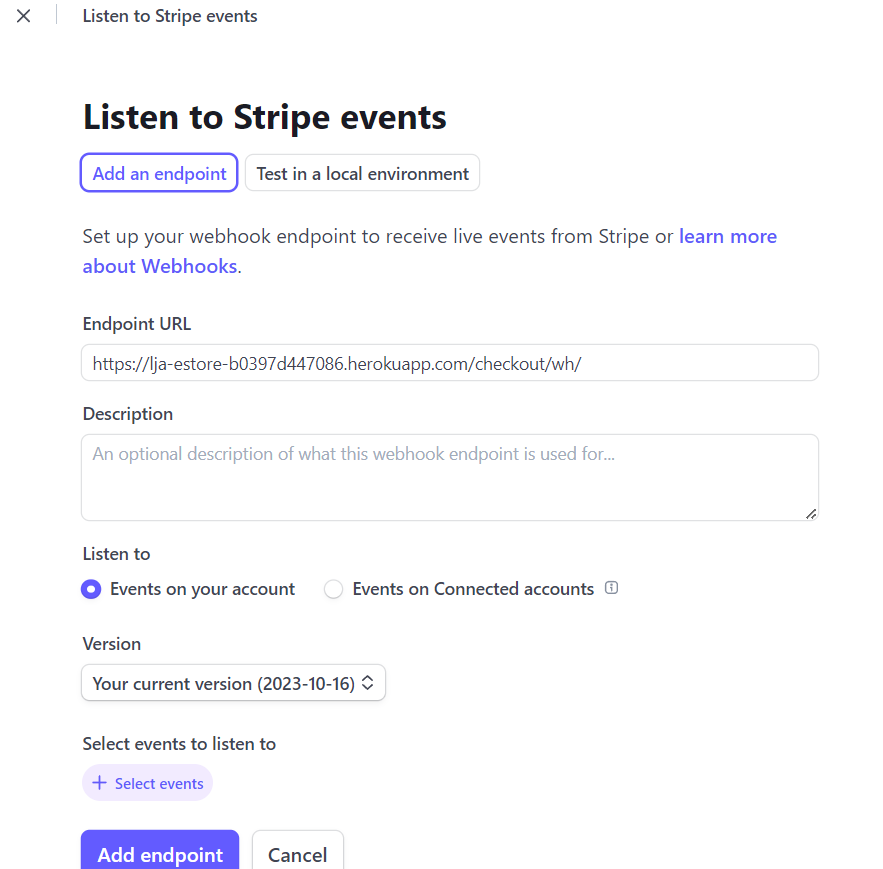 Listen to Stripe events
Listen to Stripe events
Add an endpoint
Test in a local environment
Set up your webhook endpoint to receive live events from Stripe or learn more
about Webhooks.
Endpoint URL
https://lja-estore-b0397d447086.herokuapp.com/checkout/wh/
Description
An optional description of what this webhook endpoint is used for...
Listen to
Events on your account
Events on Connected accounts
Version
Your current version (2023-10-16)
Select events to listen to
+ Select events
Add endpoint
Cancel